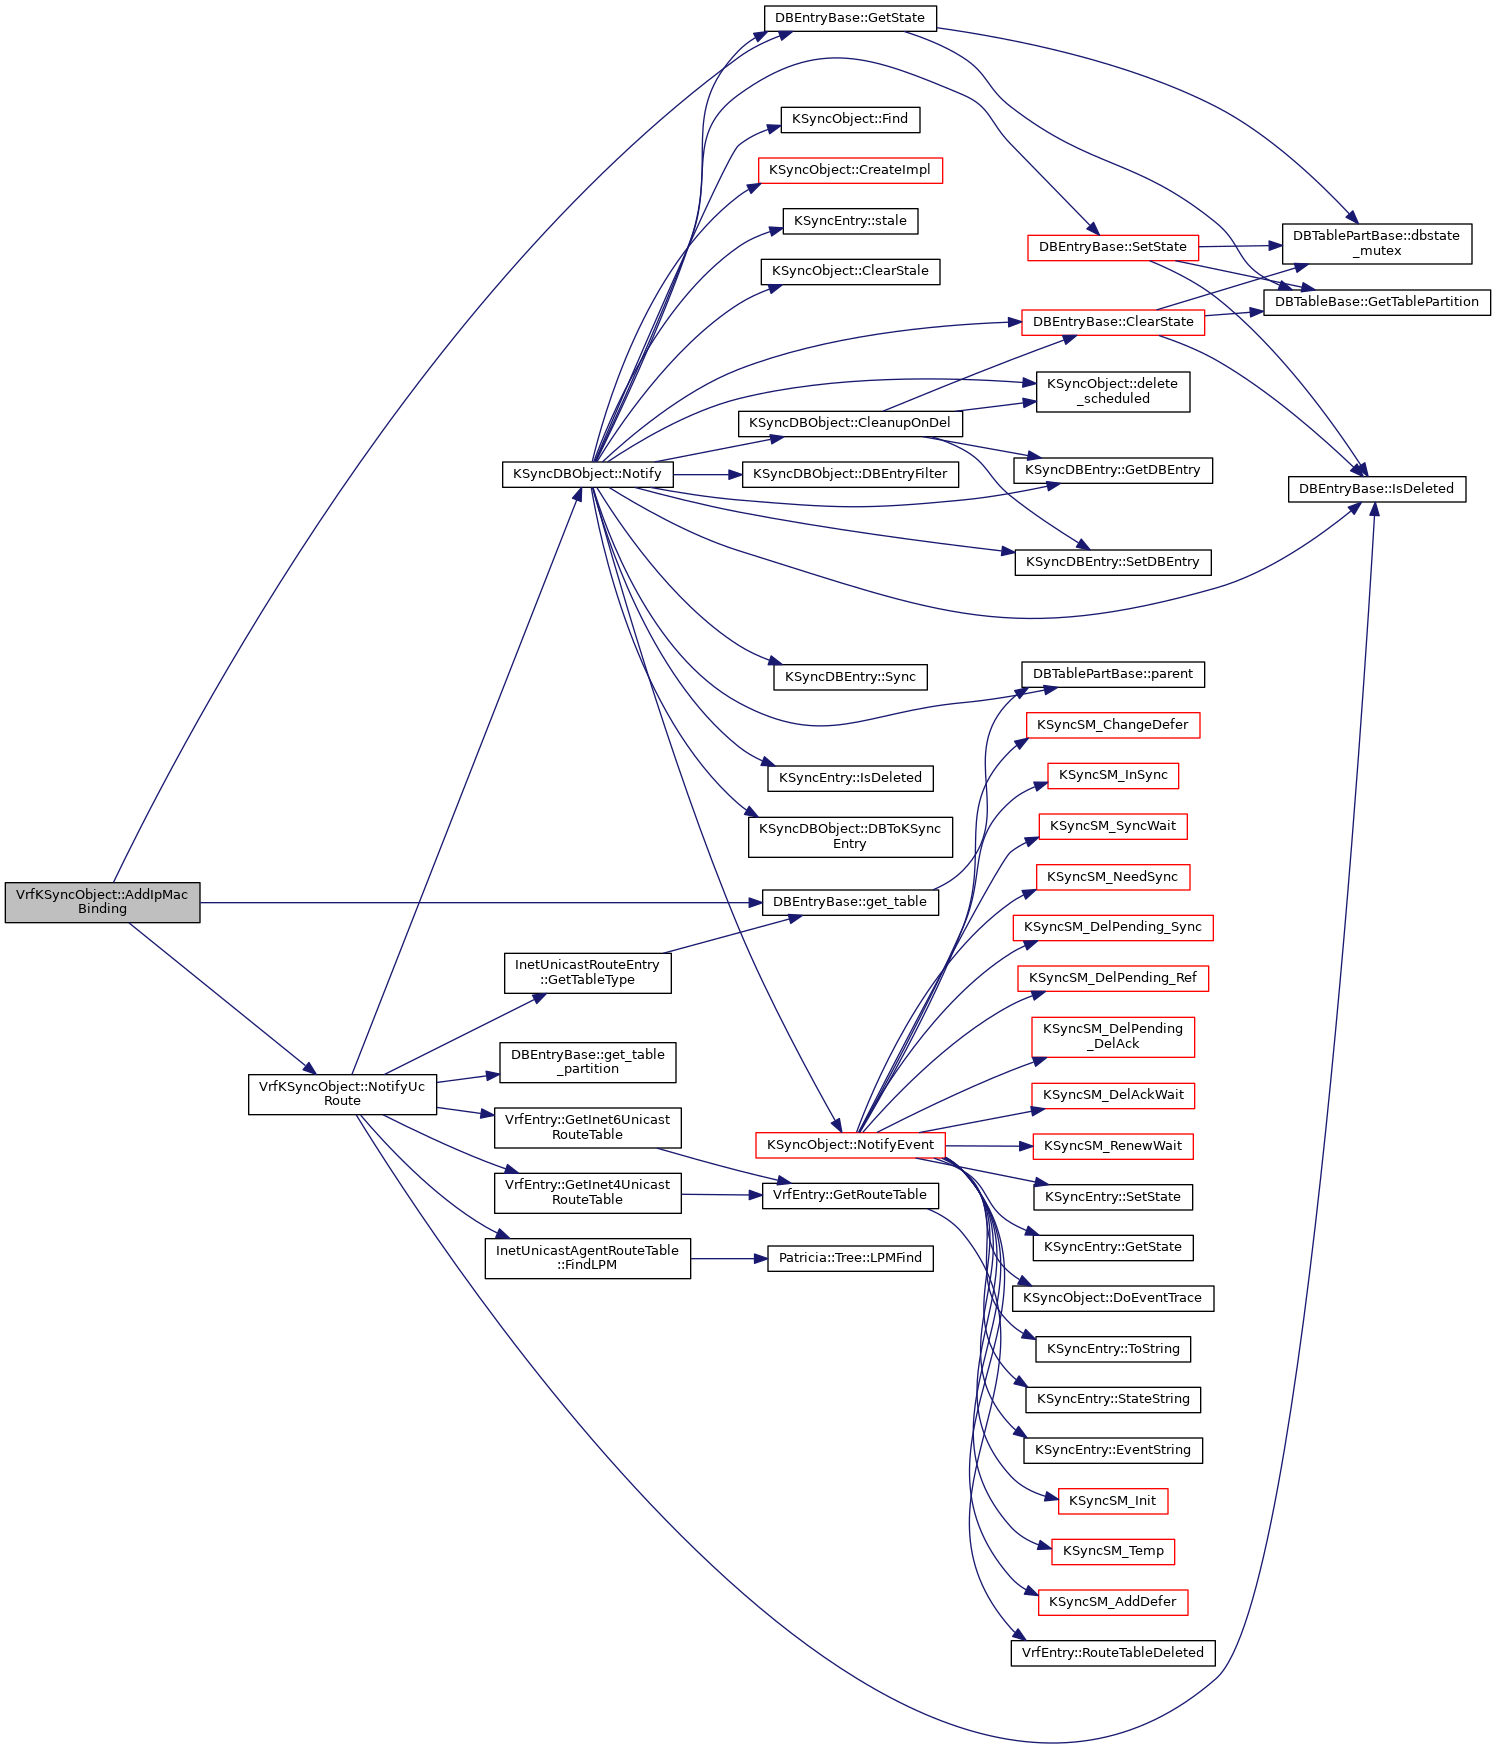 DBEntryBase::GetState
KSyncObject::Find
KSyncObject::CreateImpl
KSyncEntry::stale
DBTablePartBase::dbstate
_mutex
DBEntryBase::SetState
KSyncObject::ClearStale
DBTableBase::GetTablePartition
DBEntryBase::ClearState
KSyncObject::delete
_scheduled
KSyncDBObject::CleanupOnDel
KSyncDBObject::Notify
KSyncDBObject::DBEntryFilter
KSyncDBEntry::GetDBEntry
DBEntryBase::IsDeleted
KSyncDBEntry::SetDBEntry
KSyncDBEntry::Sync
DBTablePartBase::parent
KSyncSM_ChangeDefer
KSyncEntry::IsDeleted
KSyncSM_InSync
KSyncDBObject::DBToKSync
Entry
KSyncSM_SyncWait
KSyncSM_NeedSync
VrfKSyncObject::AddIpMac
Binding
DBEntryBase::get_table
KSyncSM_DelPending_Sync
InetUnicastRouteEntry
::GetTableType
KSyncSM_DelPending_Ref
KSyncSM_DelPending
_DelAck
DBEntryBase::get_table
_partition
VrfKSyncObject::NotifyUc
Route
KSyncSM_DelAckWait
VrfEntry::GetInet6Unicast
RouteTable
KSyncObject::NotifyEvent
KSyncSM_RenewWait
VrfEntry::GetInet4Unicast
RouteTable
VrfEntry::GetRouteTable
KSyncEntry::SetState
InetUnicastAgentRouteTable
::FindLPM
Patricia::Tree::LPMFind
KSyncEntry::GetState
KSyncObject::DoEventTrace
KSyncEntry::ToString
KSyncEntry::StateString
KSyncEntry::EventString
KSyncSM_Init
KSyncSM_Temp
KSyncSM_AddDefer
VrfEntry::RouteTableDeleted